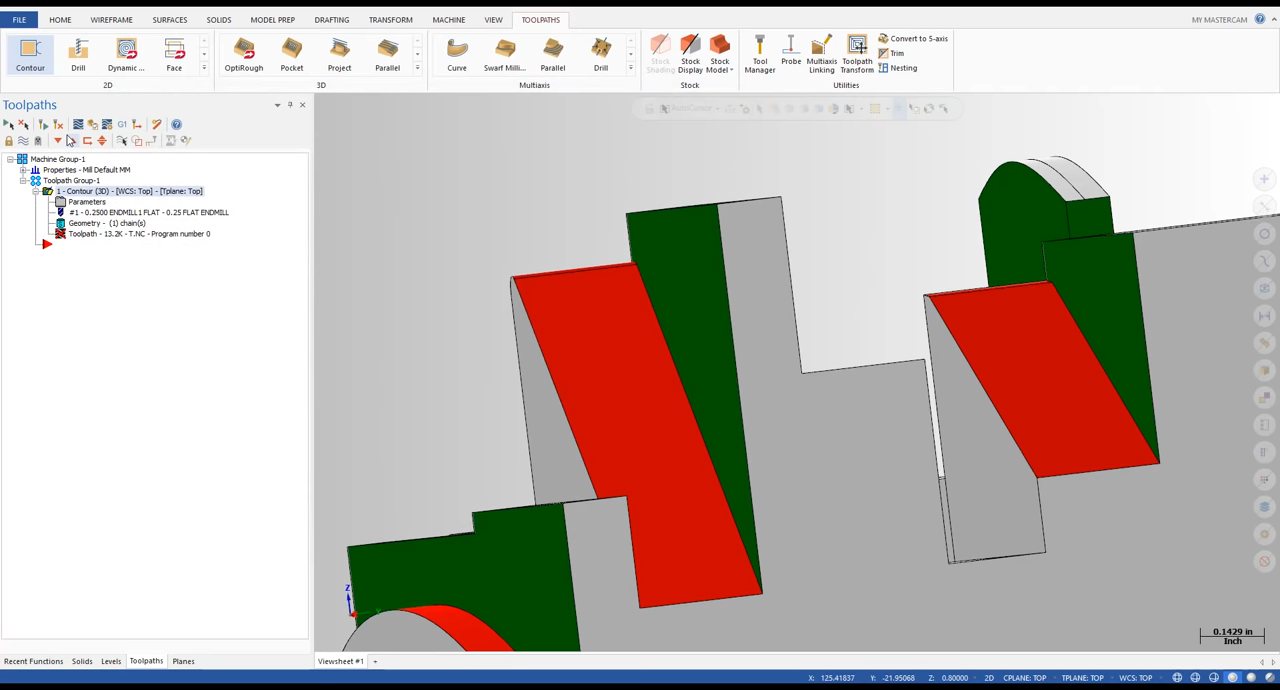 FILE HOME WIREFRAME SURFACES SOLIDS MODEL PREP DRAFTING TRANSFORM MACHINE VIEW TOOLPATHS MY MASTERCAM
Contour Drill Dynamic ... Face OptiRough Pocket Project Parallel Curve Swarf Milli... Parallel Drill Stock Shading Stock Display Stock Model Tool Manager Probe Multiaxis Linking Toolpath Transform Convert to 5-axis
Trim
Nesting
2D 3D Multiaxis Stock Utilities
Toolpaths
AutoCursor
G1
Machine Group-1
Properties - Mill Default MM
Toolpath Group-1
1 - Contour (3D) - [WCS: Top] - [Tplane: Top]
Parameters
#1 - 0.2500 ENDMILL1 FLAT - 0.25 FLAT ENDMILL
Geometry - (1) chain(s)
Toolpath - 13.2K - T.NC - Program number 0
Z
0.1429 in
Inch
Recent Functions Solids Levels Toolpaths Planes Viewsheet #1 +
X: 125.41837 Y: -21.95068 Z: 0.80000 2D CPLANE: TOP TPLANE: TOP WCS: TOP